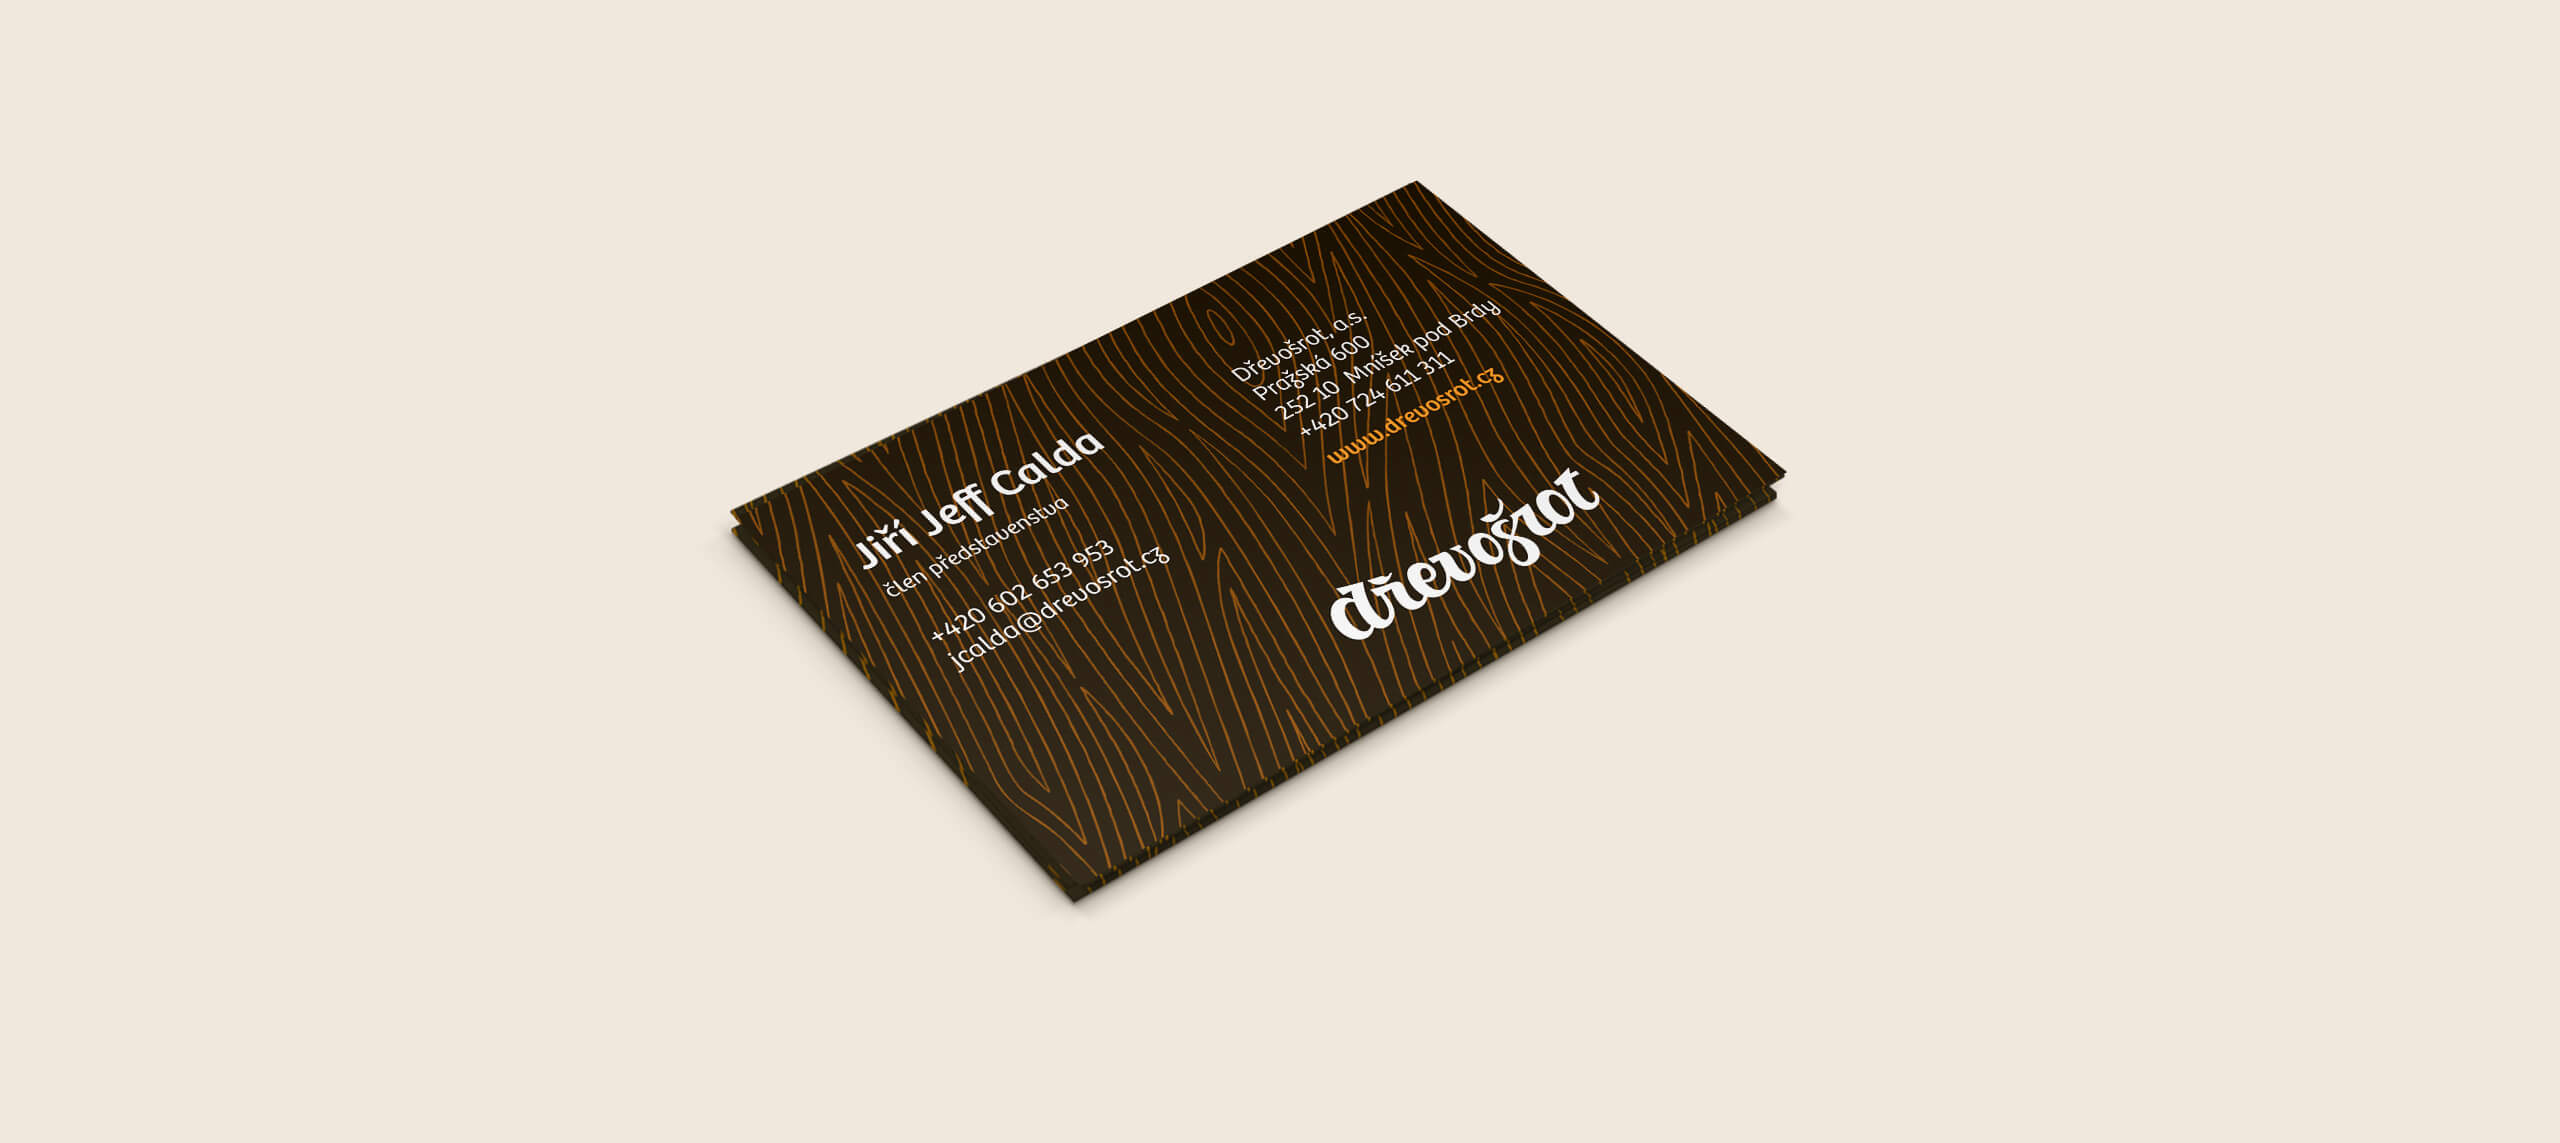 Jiří Jeff Calda
člen představenstva
+420 602 653 953
jcalda@drevosrot.cz
Dřevošrot, a.s.
Pražská 600
252 10 Mníšek pod Brdy
+420 724 611 311
www.drevosrot.cz
dřevošrot